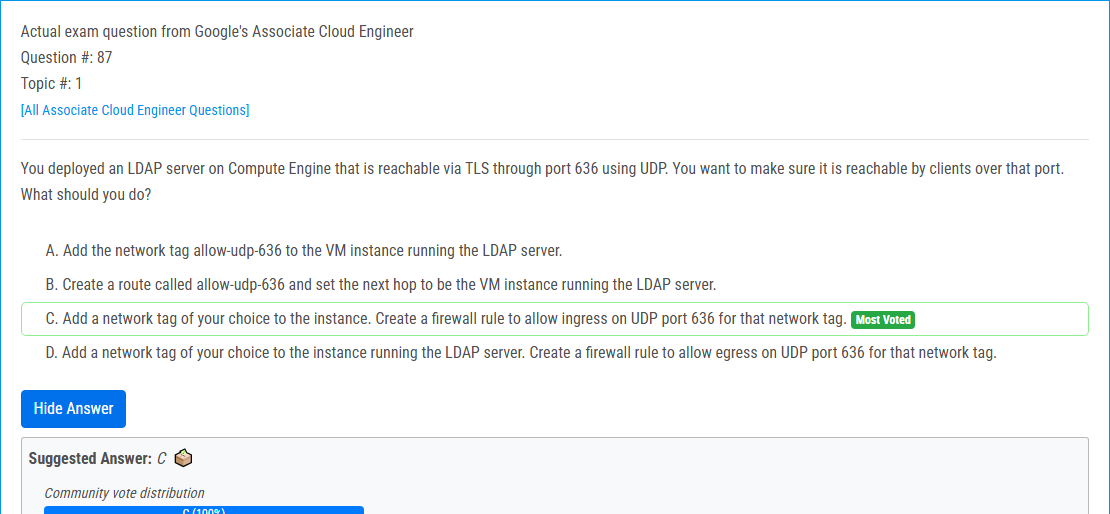 Actual exam question from Google's Associate Cloud Engineer
Question #: 87
Topic #: 1
[All Associate Cloud Engineer Questions]
You deployed an LDAP server on Compute Engine that is reachable via TLS through port 636 using UDP. You want to make sure it is reachable by clients over that port.
What should you do?
A. Add the network tag allow-udp-636 to the VM instance running the LDAP server.
B. Create a route called allow-udp-636 and set the next hop to be the VM instance running the LDAP server.
C. Add a network tag of your choice to the instance. Create a firewall rule to allow ingress on UDP port 636 for that network tag. Most Voted
D. Add a network tag of your choice to the instance running the LDAP server. Create a firewall rule to allow egress on UDP port 636 for that network tag.
Hide Answer
Suggested Answer: C
Community vote distribution
C (100%)